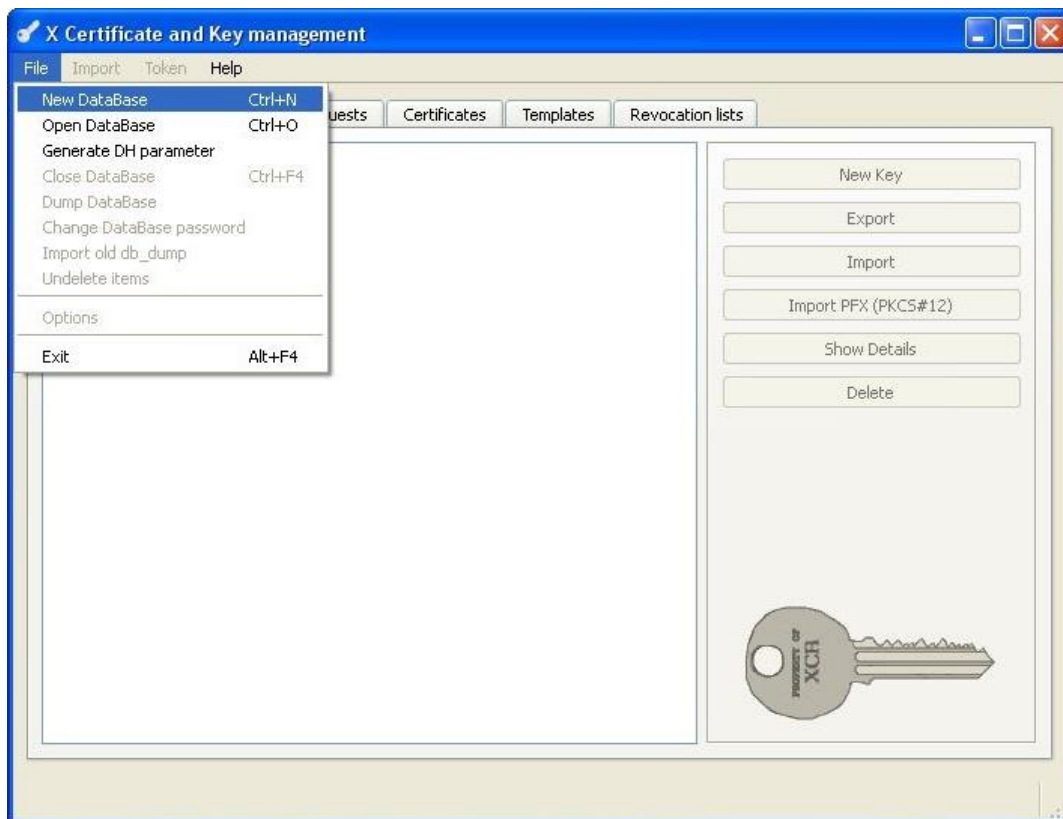 X Certificate and Key management
File Import Token Help
New DataBase Ctrl+N
Open DataBase Ctrl+O
Generate DH parameter
Close DataBase Ctrl+F4
Dump DataBase
Change DataBase password
Import old db_dump
Undelete items
Options
Exit Alt+F4
uests Certificates Templates Revocation lists
New Key
Export
Import
Import PFX (PKCS#12)
Show Details
Delete
PROPERTY OF
XCA